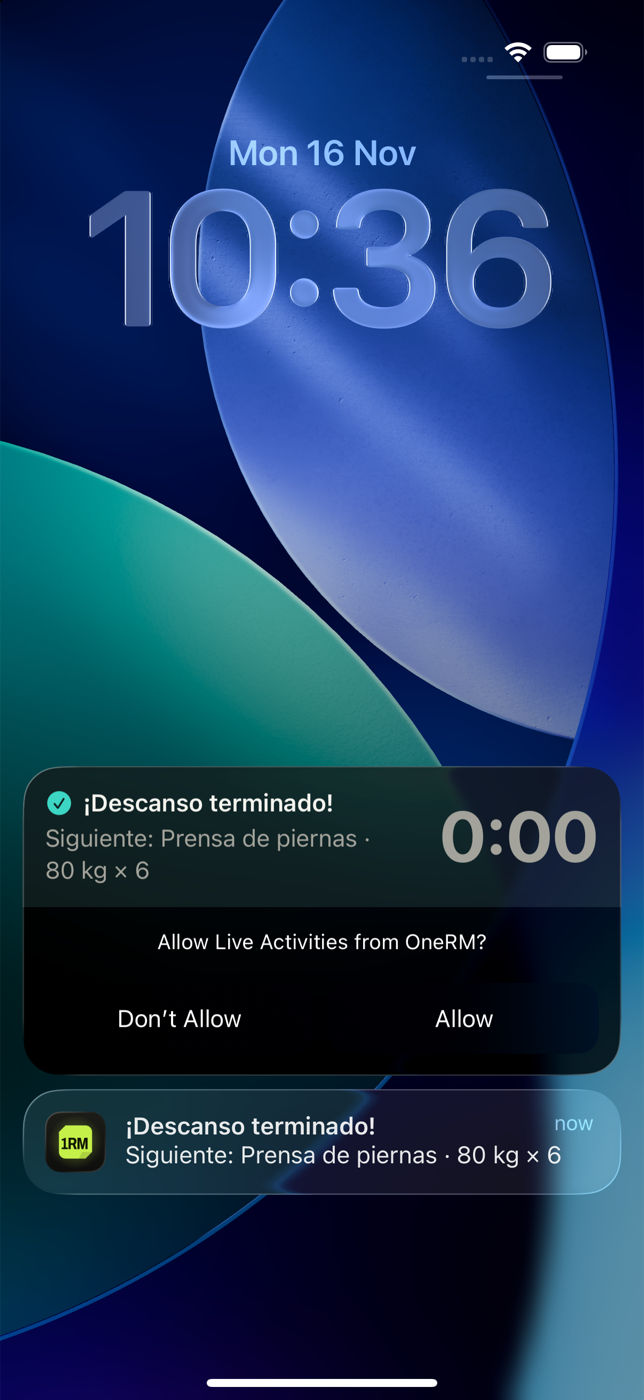 Mon 16 Nov
10:36
¡Descanso terminado!
Siguiente: Prensa de piernas ·
80 kg × 6
0:00
Allow Live Activities from OneRM?
Don’t Allow
Allow
1RM
¡Descanso terminado!
now
Siguiente: Prensa de piernas · 80 kg × 6